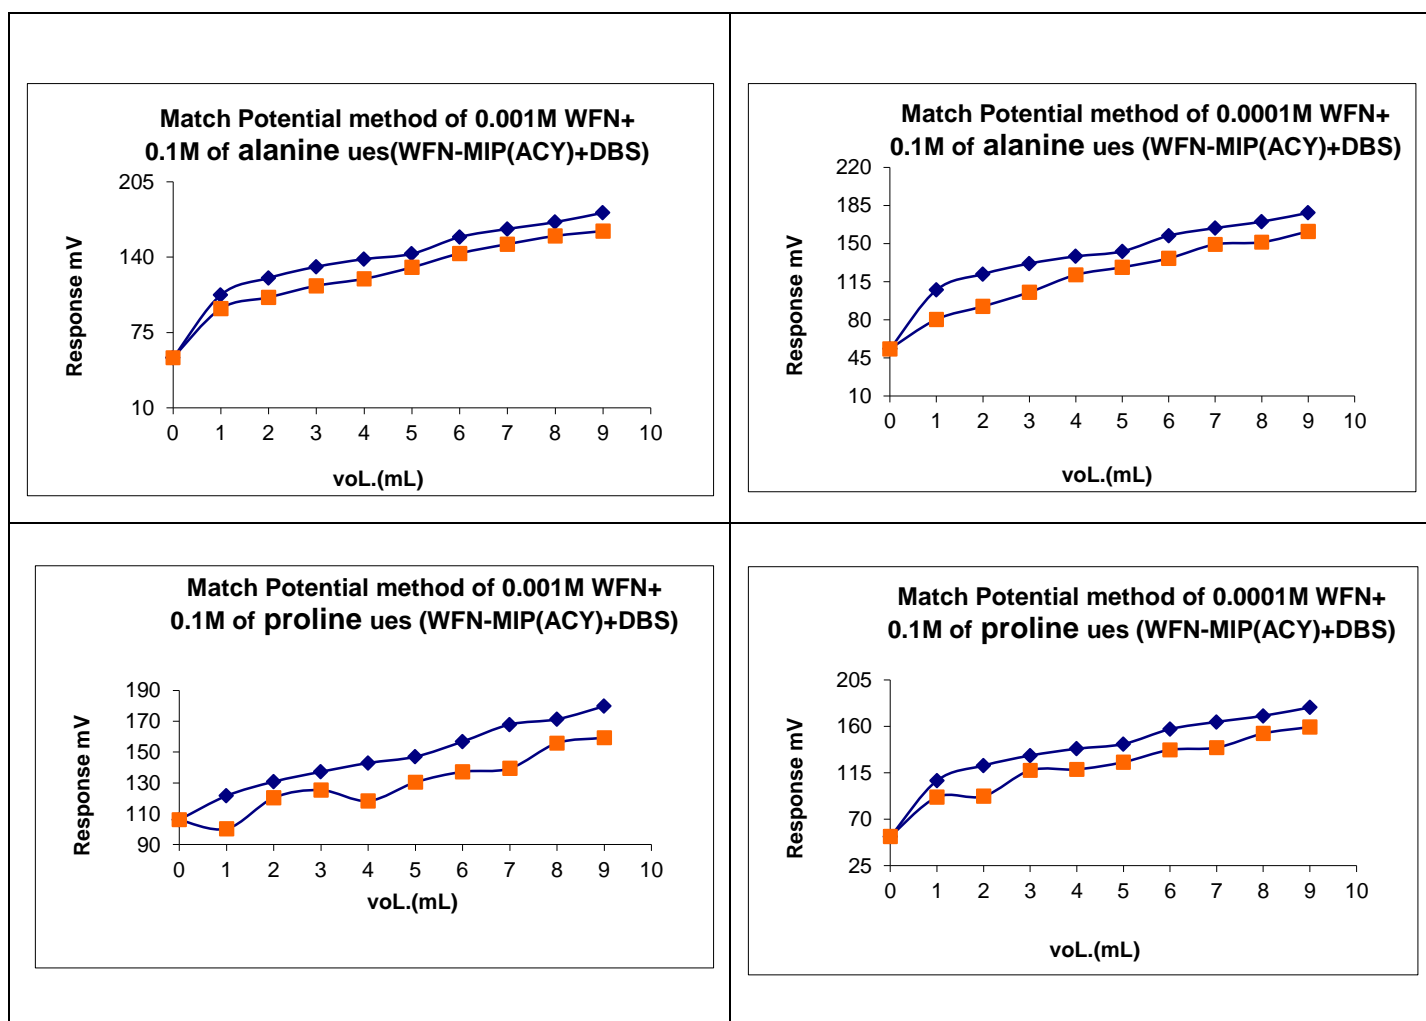 Match Potential method of 0.001M WFN+
0.1M of alanine ues(WFN-MIP(ACY)+DBS)
205
140
75
10
Response mV
0 1 2 3 4 5 6 7 8 9 10
voL.(mL)
Match Potential method of 0.0001M WFN+
0.1M of alanine ues (WFN-MIP(ACY)+DBS)
220
185
150
115
80
45
10
Response mV
0 1 2 3 4 5 6 7 8 9 10
voL.(mL)
Match Potential method of 0.001M WFN+
0.1M of proline ues (WFN-MIP(ACY)+DBS)
190
170
150
130
110
90
Response mV
0 1 2 3 4 5 6 7 8 9 10
voL.(mL)
Match Potential method of 0.0001M WFN+
0.1M of proline ues (WFN-MIP(ACY)+DBS)
205
160
115
70
25
Response mV
0 1 2 3 4 5 6 7 8 9 10
voL.(mL)